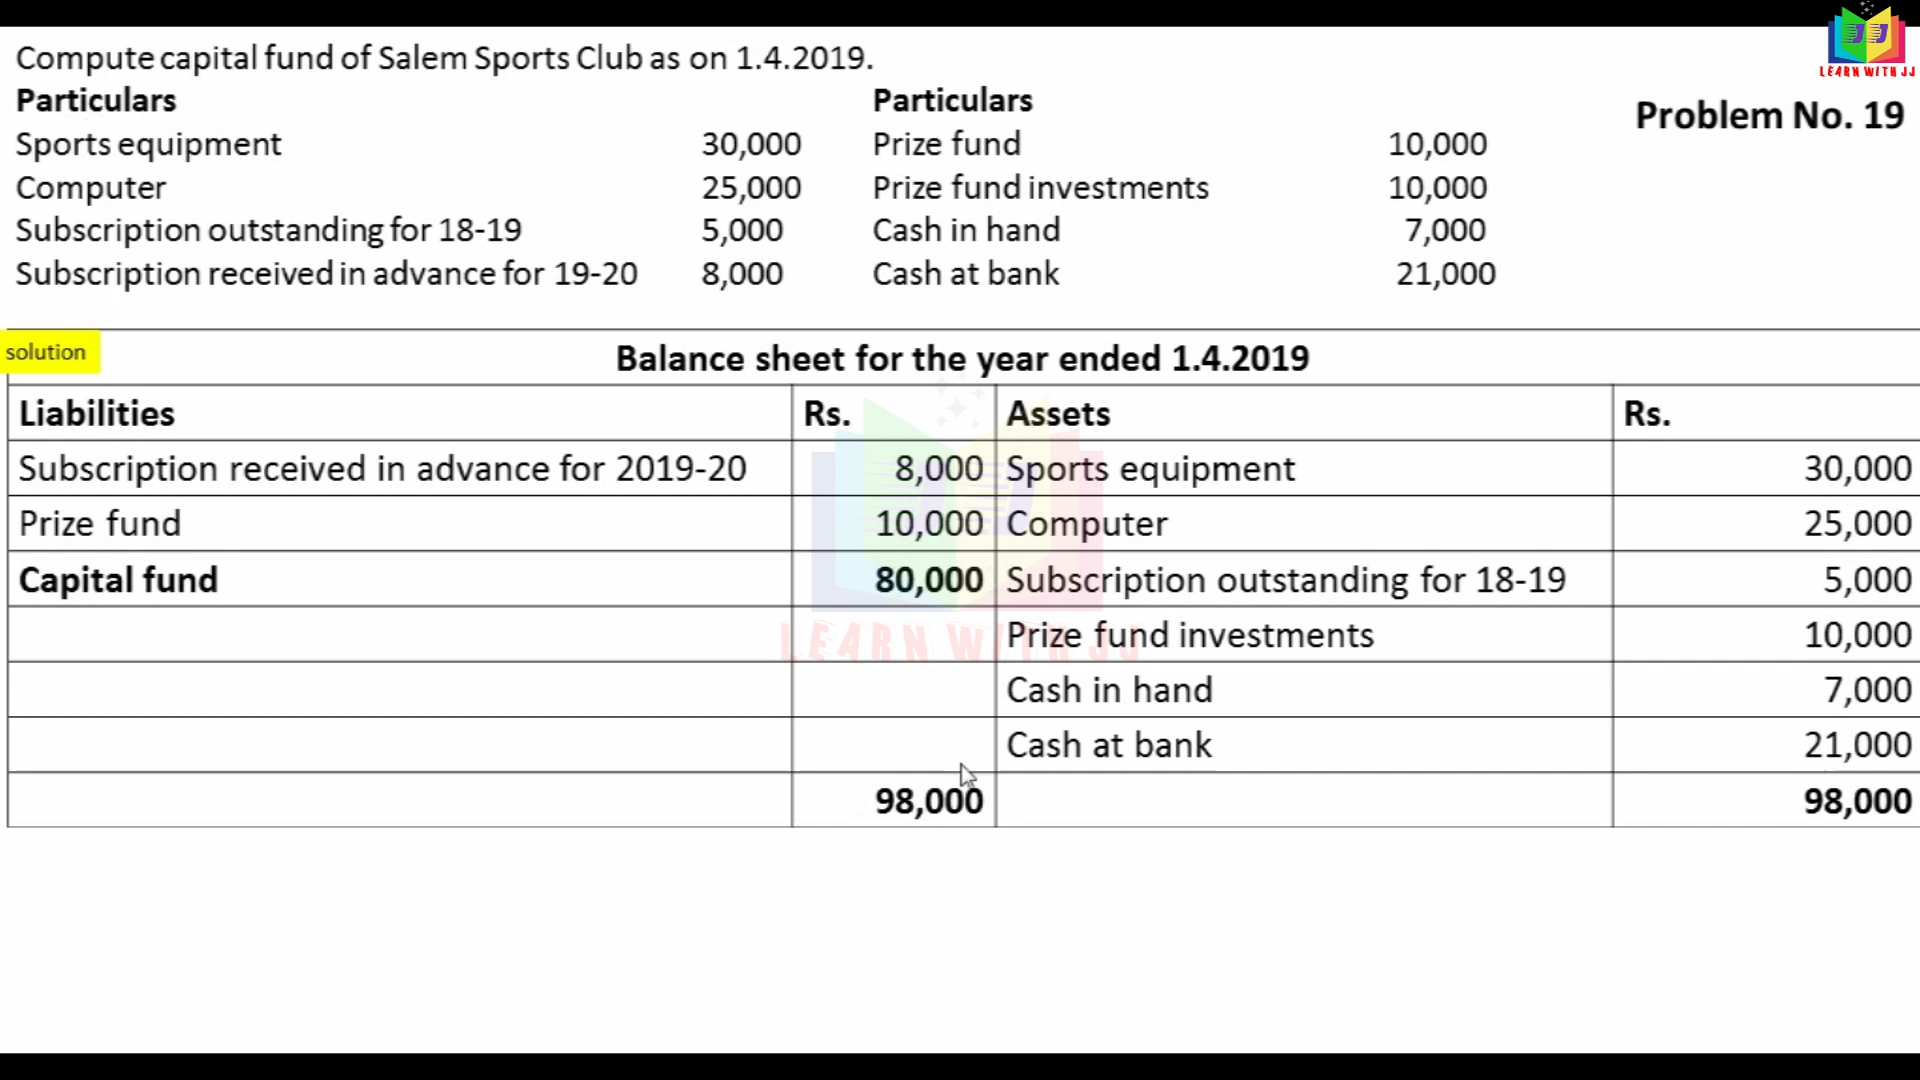 LEARN WITH JJ
Compute capital fund of Salem Sports Club as on 1.4.2019.
Particulars Particulars
Problem No. 19
Sports equipment 30,000 Prize fund 10,000
Computer 25,000 Prize fund investments 10,000
Subscription outstanding for 18-19 5,000 Cash in hand 7,000
Subscription received in advance for 19-20 8,000 Cash at bank 21,000
solution
Balance sheet for the year ended 1.4.2019
Liabilities Rs. Assets Rs.
Subscription received in advance for 2019-20 8,000 Sports equipment 30,000
Prize fund 10,000 Computer 25,000
Capital fund 80,000 Subscription outstanding for 18-19 5,000
Prize fund investments 10,000
LEARN WITH JJ
Cash in hand 7,000
Cash at bank 21,000
98,000 98,000